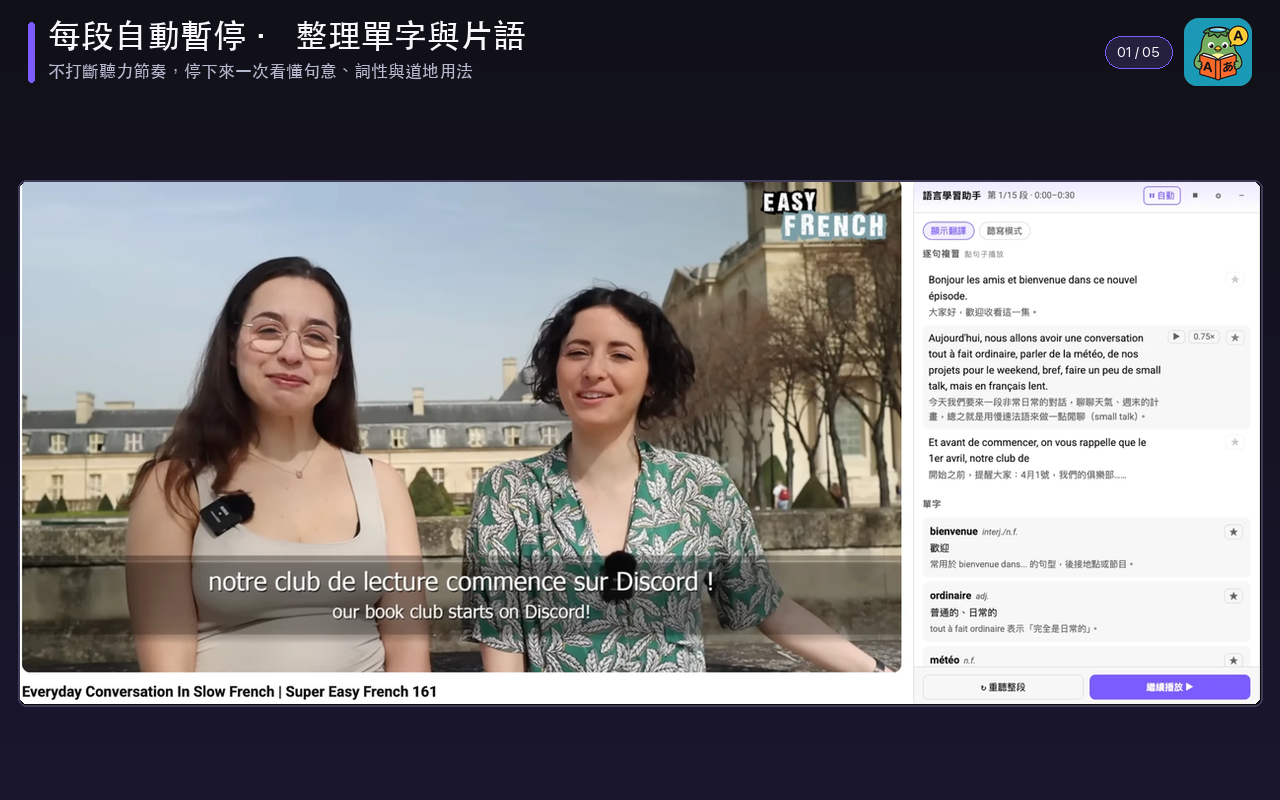 每段自動暫停 · 整理單字與片語
不打斷聽力節奏，停下來一次看懂句意、詞性與道地用法
01 / 05
A
A あ
EASY
FRENCH
notre club de lecture commence sur Discord !
our book club starts on Discord!
Everyday Conversation In Slow French | Super Easy French 161
語言學習助手 第 1/15 段 · 0:00–0:30
自動
顯示翻譯
聽寫模式
逐句複習 點句子播放
Bonjour les amis et bienvenue dans ce nouvel
épisode.
大家好，歡迎收看這一集。
Aujourd'hui, nous allons avoir une conversation
tout à fait ordinaire, parler de la météo, de nos
projets pour le weekend, bref, faire un peu de small
talk, mais en français lent.
0.75×
今天我們要來一段非常日常的對話，聊聊天氣、週末的計
畫，總之就是用慢速法語來做一點閒聊（small talk）。
Et avant de commencer, on vous rappelle que le
1er avril, notre club de
開始之前，提醒大家：4月1號，我們的俱樂部……
單字
bienvenue interj./n.f.
歡迎
常用於 bienvenue dans... 的句型，後接地點或節目。
ordinaire adj.
普通的、日常的
tout à fait ordinaire 表示「完全是日常的」。
météo n.f.
↻ 重聽整段
繼續播放 ▶